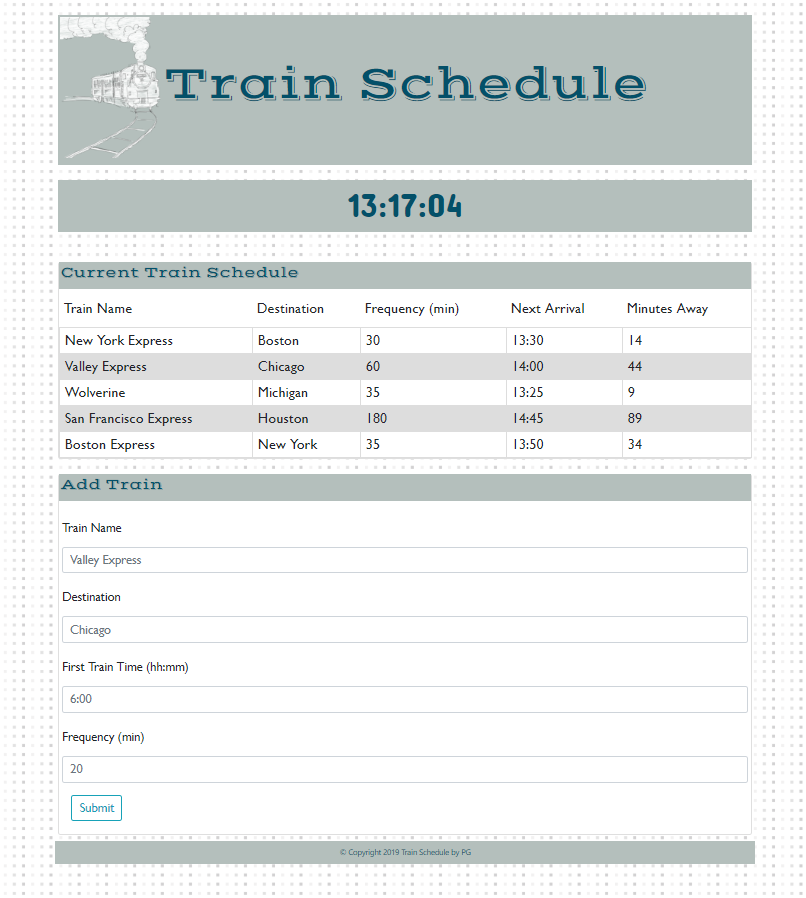 Train Schedule
13:17:04
Current Train Schedule
Train Name Destination Frequency (min) Next Arrival Minutes Away
New York Express Boston 30 13:30 14
Valley Express Chicago 60 14:00 44
Wolverine Michigan 35 13:25 9
San Francisco Express Houston 180 14:45 89
Boston Express New York 35 13:50 34
Add Train
Train Name
Valley Express
Destination
Chicago
First Train Time (hh:mm)
6:00
Frequency (min)
20
Submit
© Copyright 2019 Train Schedule by PG